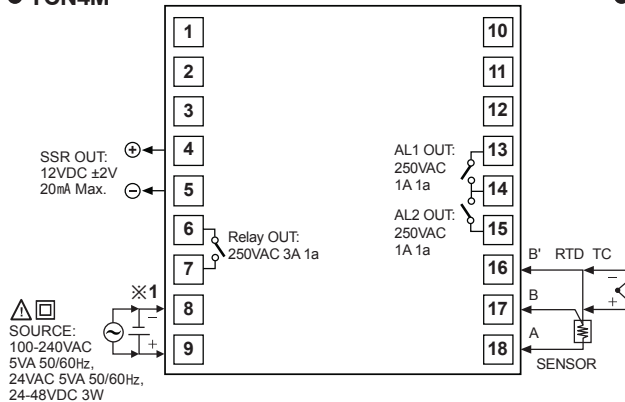 TCN4M
1
2
3
4
5
6
7
8
9
10
11
12
13
14
15
16
17
18
SSR OUT:
12VDC ±2V
20mA Max.
+
−
Relay OUT:
250VAC 3A 1a
※1
−
+
SOURCE:
100-240VAC
5VA 50/60Hz,
24VAC 5VA 50/60Hz,
24-48VDC 3W
AL1 OUT:
250VAC
1A 1a
AL2 OUT:
250VAC
1A 1a
B' RTD TC
B
A
−
+
SENSOR